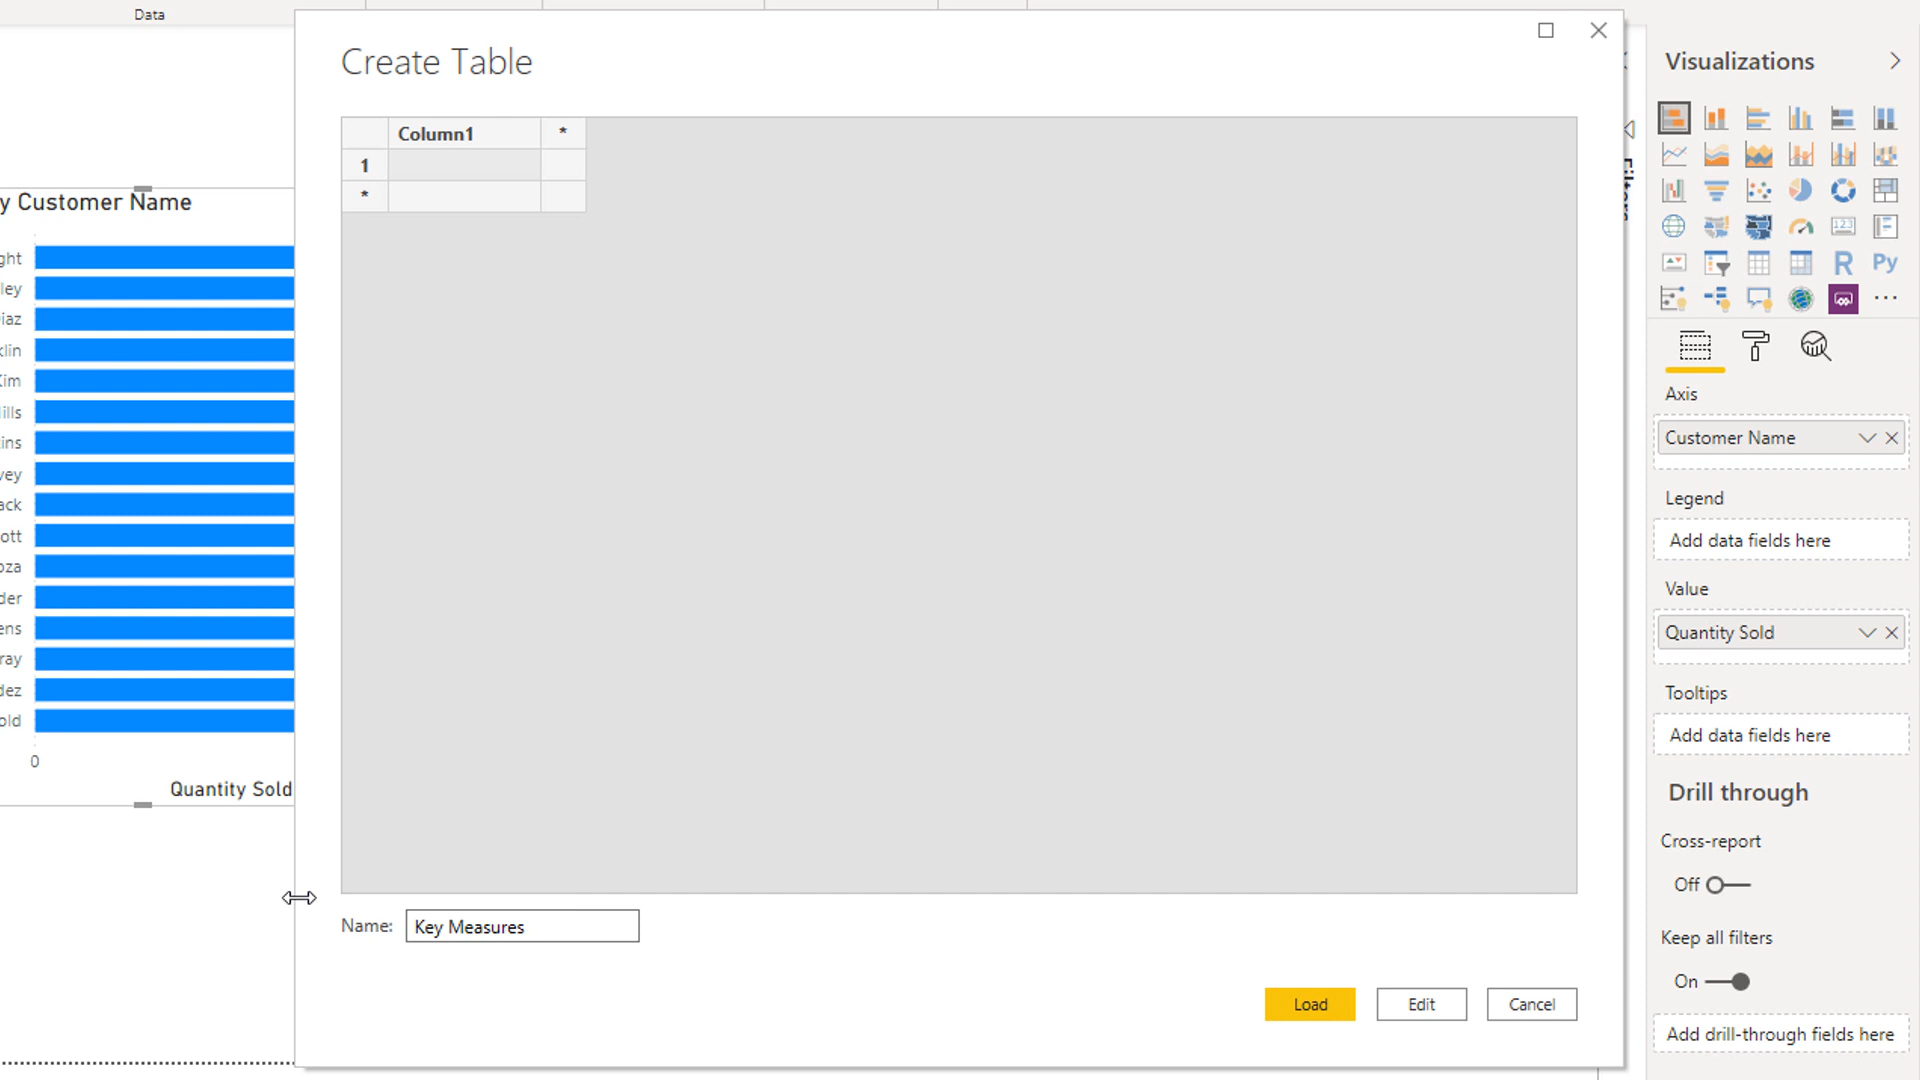 Data
Create Table
Column1 *
1
*
Name: Key Measures
Load Edit Cancel
y Customer Name
ght
ley
iaz
klin
Kim
ills
ins
vey
ack
ott
oza
der
ens
ray
dez
old
0
Quantity Sold
Filters
Visualizations
123
R Py
Axis
Customer Name
Legend
Add data fields here
Value
Quantity Sold
Tooltips
Add data fields here
Drill through
Cross-report
Off
Keep all filters
On
Add drill-through fields here